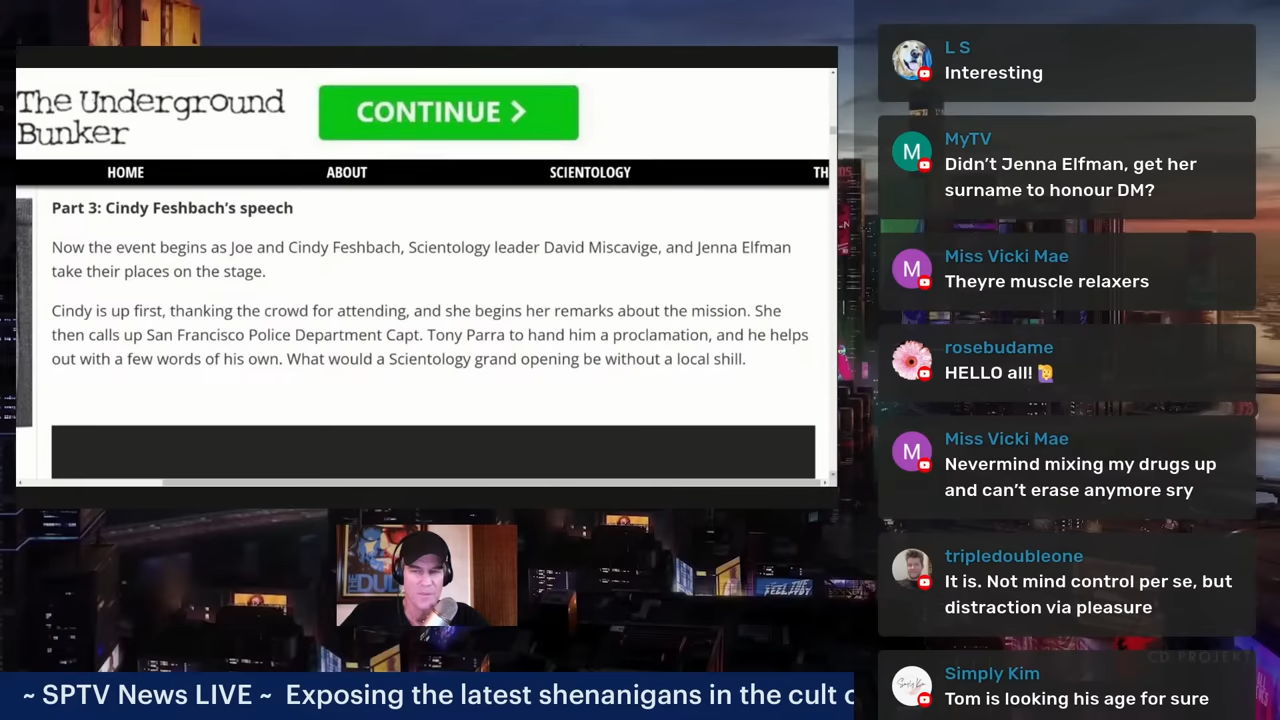 The Underground
Bunker
CONTINUE >
HOME
ABOUT
SCIENTOLOGY
TH
Part 3: Cindy Feshbach's speech
Now the event begins as Joe and Cindy Feshbach, Scientology leader David Miscavige, and Jenna Elfman
take their places on the stage.
Cindy is up first, thanking the crowd for attending, and she begins her remarks about the mission. She
then calls up San Francisco Police Department Capt. Tony Parra to hand him a proclamation, and he helps
out with a few words of his own. What would a Scientology grand opening be without a local shill.
~ SPTV News LIVE ~ Exposing the latest shenanigans in the cult
L S
Interesting
M
MyTV
Didn't Jenna Elfman, get her
surname to honour DM?
M
Miss Vicki Mae
Theyre muscle relaxers
rosebudame
HELLO all! 🙋
M
Miss Vicki Mae
Nevermind mixing my drugs up
and can't erase anymore sry
tripledoubleone
It is. Not mind control per se, but
distraction via pleasure
CD PROJEKT
Simply Kim
Tom is looking his age for sure